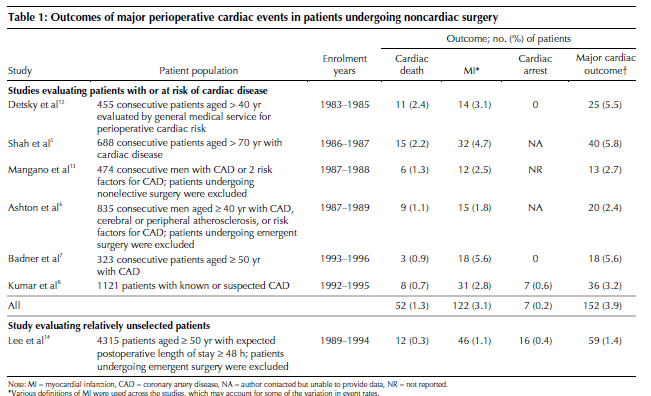 Table 1: Outcomes of major perioperative cardiac events in patients undergoing noncardiac surgery
Outcome; no. (%) of patients
Study Patient population Enrolment years Cardiac death MI* Cardiac arrest Major cardiac outcome†
Studies evaluating patients with or at risk of cardiac disease
Detsky et al¹² 455 consecutive patients aged > 40 yr 1983–1985 11 (2.4) 14 (3.1) 0 25 (5.5)
evaluated by general medical service for
perioperative cardiac risk
Shah et al⁵ 688 consecutive patients aged > 70 yr with 1986–1987 15 (2.2) 32 (4.7) NA 40 (5.8)
cardiac disease
Mangano et al¹³ 474 consecutive men with CAD or 2 risk 1987–1988 6 (1.3) 12 (2.5) NR 13 (2.7)
factors for CAD; patients undergoing
nonelective surgery were excluded
Ashton et al⁶ 835 consecutive men aged ≥ 40 yr with CAD, 1987–1989 9 (1.1) 15 (1.8) NA 20 (2.4)
cerebral or peripheral atherosclerosis, or risk
factors for CAD; patients undergoing emergent
surgery were excluded
Badner et al⁷ 323 consecutive patients aged ≥ 50 yr 1993–1996 3 (0.9) 18 (5.6) 0 18 (5.6)
with CAD
Kumar et al⁸ 1121 patients with known or suspected CAD 1992–1995 8 (0.7) 31 (2.8) 7 (0.6) 36 (3.2)
All 52 (1.3) 122 (3.1) 7 (0.2) 152 (3.9)
Study evaluating relatively unselected patients
Lee et al¹⁴ 4315 patients aged ≥ 50 yr with expected 1989–1994 12 (0.3) 46 (1.1) 16 (0.4) 59 (1.4)
postoperative length of stay ≥ 48 h; patients
undergoing emergent surgery were excluded
Note: MI = myocardial infarction, CAD = coronary artery disease, NA = author contacted but unable to provide data, NR = not reported.
*Various definitions of MI were used across the studies, which may account for some of the variation in event rates.